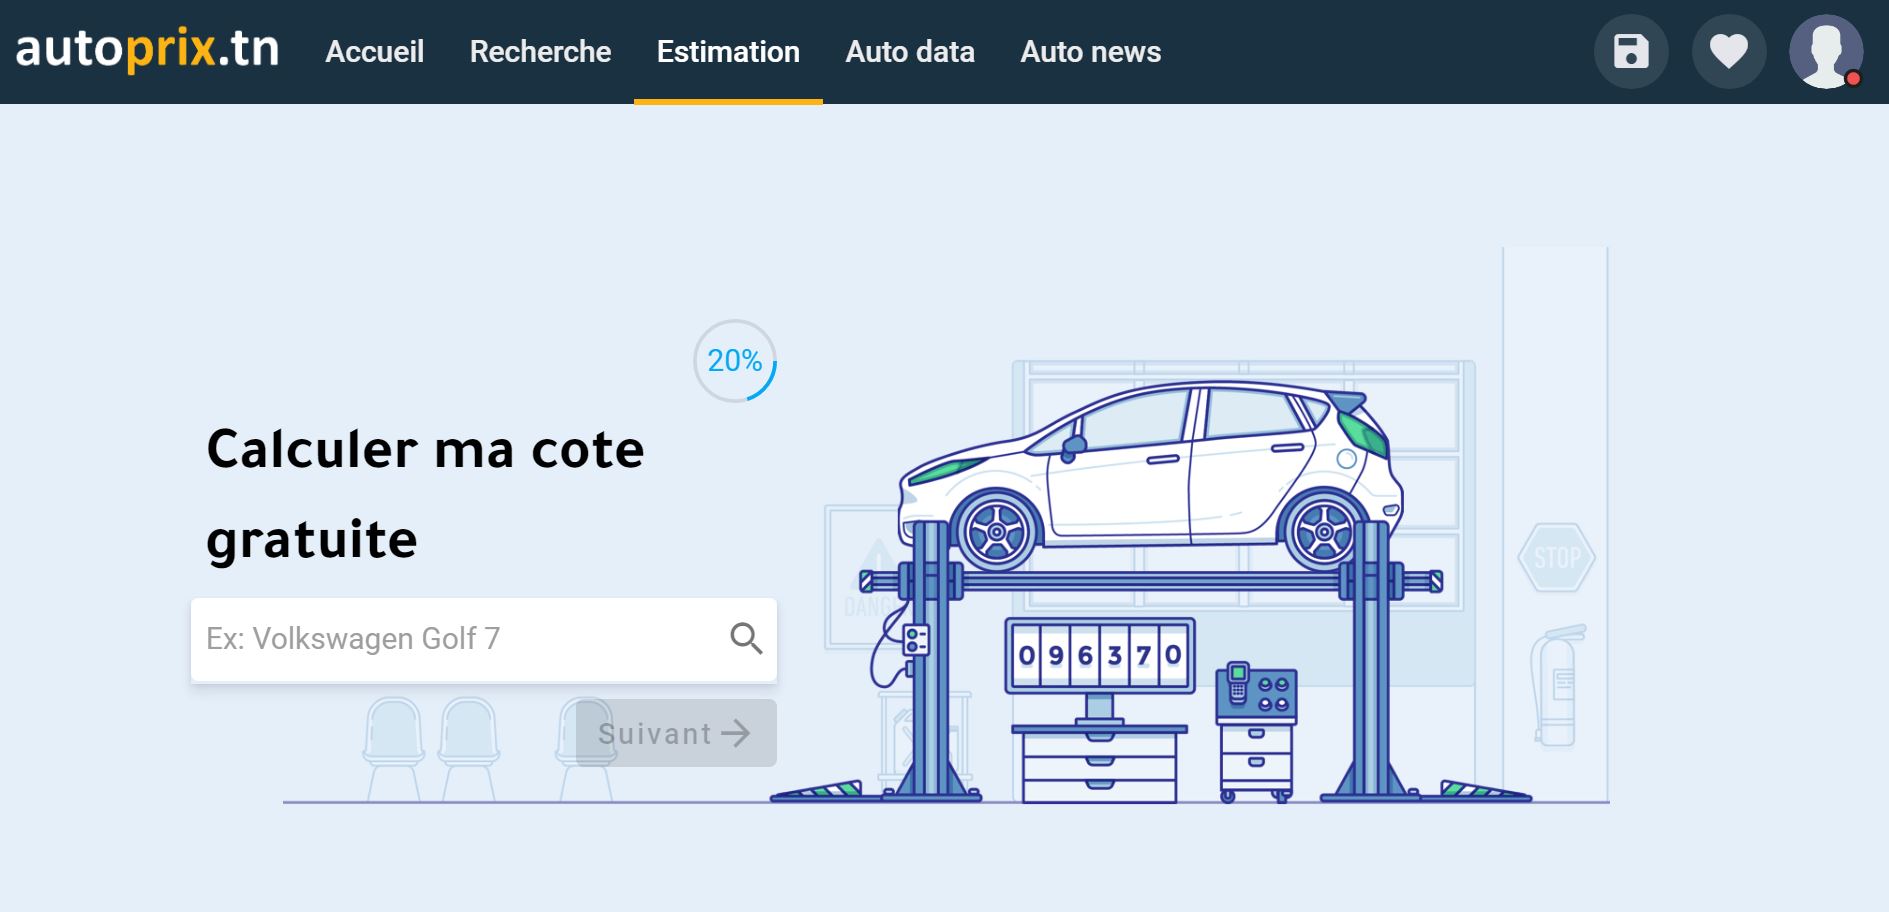 autoprix.tn Accueil Recherche Estimation Auto data Auto news
20%
Calculer ma cote
gratuite
Ex: Volkswagen Golf 7
Suivant
STOP
096370